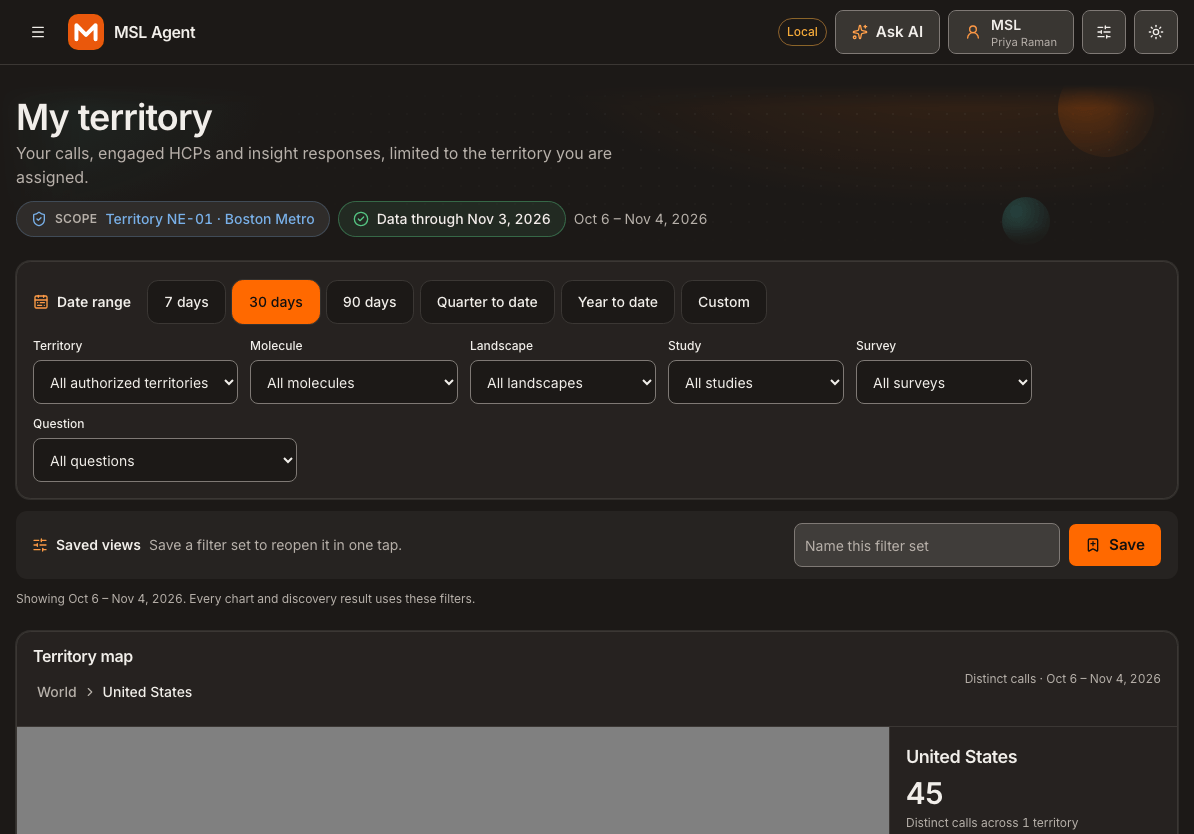 MSL Agent
Local
Ask AI
MSL
Priya Raman
My territory
Your calls, engaged HCPs and insight responses, limited to the territory you are
assigned.
SCOPE Territory NE-01 · Boston Metro
Data through Nov 3, 2026
Oct 6 – Nov 4, 2026
Date range
7 days
30 days
90 days
Quarter to date
Year to date
Custom
Territory
All authorized territories
Molecule
All molecules
Landscape
All landscapes
Study
All studies
Survey
All surveys
Question
All questions
Saved views Save a filter set to reopen it in one tap.
Name this filter set
Save
Showing Oct 6 – Nov 4, 2026. Every chart and discovery result uses these filters.
Territory map
World > United States
Distinct calls · Oct 6 – Nov 4, 2026
United States
45
Distinct calls across 1 territory